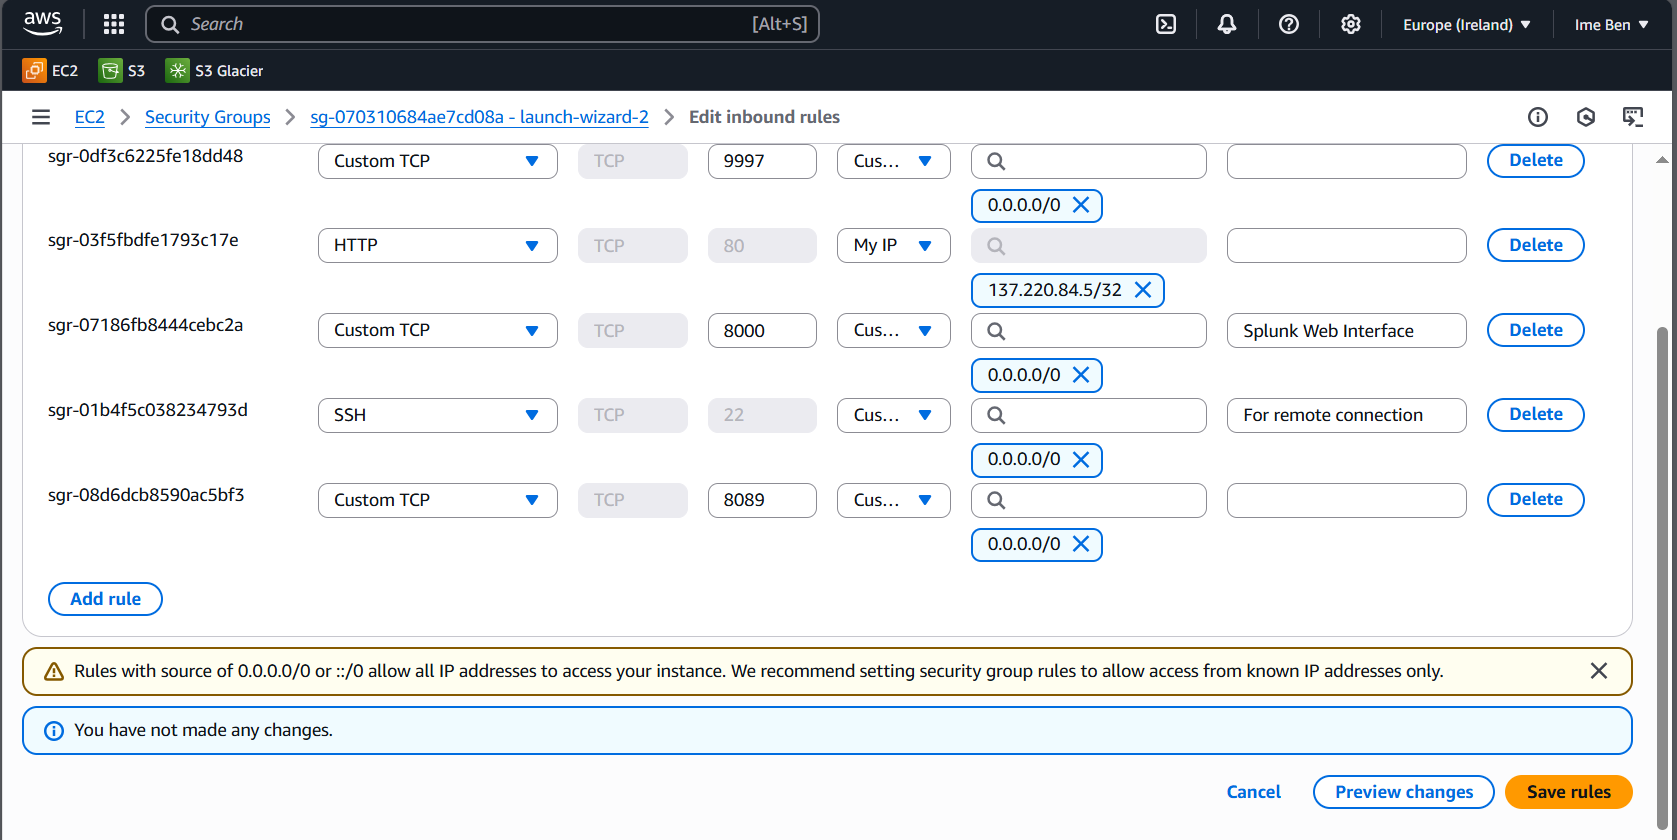 aws
Search
[Alt+S]
Europe (Ireland)
Ime Ben
EC2
S3
S3 Glacier
EC2
Security Groups
sg-070310684ae7cd08a - launch-wizard-2
Edit inbound rules
sgr-0df3c6225fe18dd48
Custom TCP
TCP
9997
Cus...
Delete
0.0.0.0/0
sgr-03f5fbdfe1793c17e
HTTP
TCP
80
My IP
Delete
137.220.84.5/32
sgr-07186fb8444cebc2a
Custom TCP
TCP
8000
Cus...
Splunk Web Interface
Delete
0.0.0.0/0
sgr-01b4f5c038234793d
SSH
TCP
22
Cus...
For remote connection
Delete
0.0.0.0/0
sgr-08d6dcb8590ac5bf3
Custom TCP
TCP
8089
Cus...
Delete
0.0.0.0/0
Add rule
Rules with source of 0.0.0.0/0 or ::/0 allow all IP addresses to access your instance. We recommend setting security group rules to allow access from known IP addresses only.
You have not made any changes.
Cancel
Preview changes
Save rules